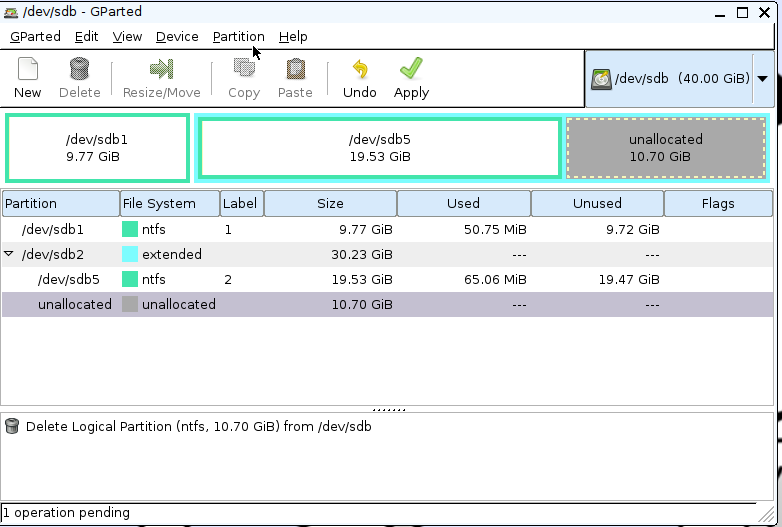 /dev/sdb - GParted
GParted Edit View Device Partition Help
New Delete Resize/Move Copy Paste Undo Apply /dev/sdb (40.00 GiB)
/dev/sdb1 /dev/sdb5 unallocated
9.77 GiB 19.53 GiB 10.70 GiB
Partition File System Label Size Used Unused Flags
/dev/sdb1 ntfs 1 9.77 GiB 50.75 MiB 9.72 GiB
/dev/sdb2 extended 30.23 GiB --- ---
/dev/sdb5 ntfs 2 19.53 GiB 65.06 MiB 19.47 GiB
unallocated unallocated 10.70 GiB --- ---
Delete Logical Partition (ntfs, 10.70 GiB) from /dev/sdb
1 operation pending